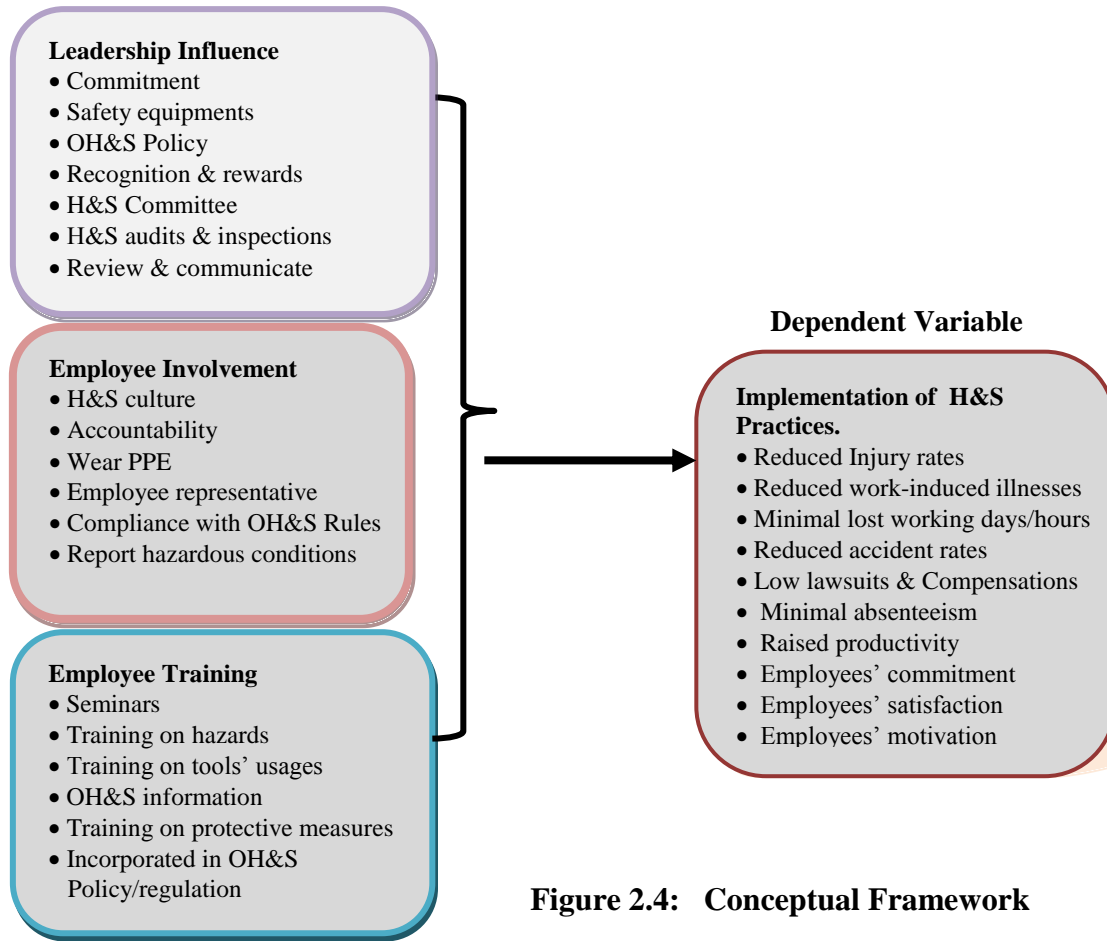 Leadership Influence
• Commitment
• Safety equipments
• OH&S Policy
• Recognition & rewards
• H&S Committee
• H&S audits & inspections
• Review & communicate
Employee Involvement
• H&S culture
• Accountability
• Wear PPE
• Employee representative
• Compliance with OH&S Rules
• Report hazardous conditions
Employee Training
• Seminars
• Training on hazards
• Training on tools’ usages
• OH&S information
• Training on protective measures
• Incorporated in OH&S
Policy/regulation
Dependent Variable
Implementation of H&S
Practices.
• Reduced Injury rates
• Reduced work-induced illnesses
• Minimal lost working days/hours
• Reduced accident rates
• Low lawsuits & Compensations
• Minimal absenteeism
• Raised productivity
• Employees’ commitment
• Employees’ satisfaction
• Employees’ motivation
Figure 2.4: Conceptual Framework